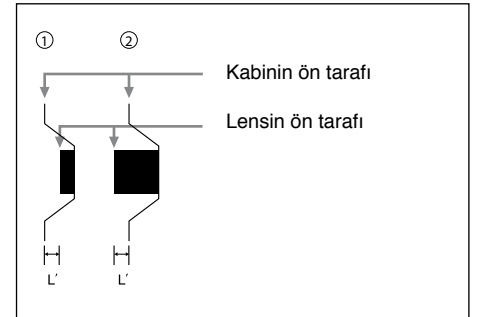 ① ②
Kabinin ön tarafı
Lensin ön tarafı
L′ L′